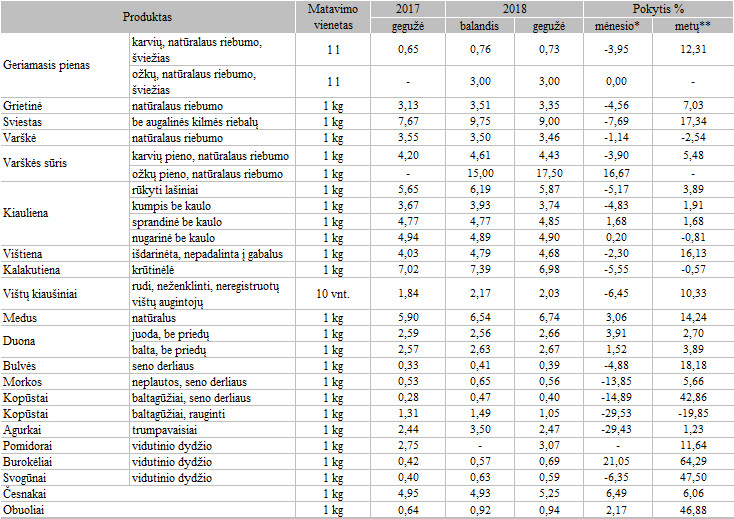 Produktas Matavimo vienetas 2017 2018 Pokytis %
gegužė balandis gegužė mėnesio* metų**
Geriamasis pienas karvių, natūralaus riebumo, šviežias 1 l 0,65 0,76 0,73 -3,95 12,31
ožkų, natūralaus riebumo, šviežias 1 l - 3,00 3,00 0,00 -
Grietinė natūralaus riebumo 1 kg 3,13 3,51 3,35 -4,56 7,03
Sviestas be augalinės kilmės riebalų 1 kg 7,67 9,75 9,00 -7,69 17,34
Varškė natūralaus riebumo 1 kg 3,55 3,50 3,46 -1,14 -2,54
Varškės sūris karvių pieno, natūralaus riebumo 1 kg 4,20 4,61 4,43 -3,90 5,48
ožkų pieno, natūralaus riebumo 1 kg - 15,00 17,50 16,67 -
Kiauliena rūkyti lašiniai 1 kg 5,65 6,19 5,87 -5,17 3,89
kumpis be kaulo 1 kg 3,67 3,93 3,74 -4,83 1,91
sprandinė be kaulo 1 kg 4,77 4,77 4,85 1,68 1,68
nugarinė be kaulo 1 kg 4,94 4,89 4,90 0,20 -0,81
Vištiena išdarinėta, nepadalinta į gabalus 1 kg 4,03 4,79 4,68 -2,30 16,13
Kalakutiena krūtinėlė 1 kg 7,02 7,39 6,98 -5,55 -0,57
Vištų kiaušiniai rudi, neženklinti, neregistruotų vištų augintojų 10 vnt. 1,84 2,17 2,03 -6,45 10,33
Medus natūralus 1 kg 5,90 6,54 6,74 3,06 14,24
Duona juoda, be priedų 1 kg 2,59 2,56 2,66 3,91 2,70
balta, be priedų 1 kg 2,57 2,63 2,67 1,52 3,89
Bulvės seno derliaus 1 kg 0,33 0,41 0,39 -4,88 18,18
Morkos neplautos, seno derliaus 1 kg 0,53 0,65 0,56 -13,85 5,66
Kopūstai baltagūžiai, seno derliaus 1 kg 0,28 0,47 0,40 -14,89 42,86
Kopūstai baltagūžiai, rauginti 1 kg 1,31 1,49 1,05 -29,53 -19,85
Agurkai trumpavaisiai 1 kg 2,44 3,50 2,47 -29,43 1,23
Pomidorai vidutinio dydžio 1 kg 2,75 - 3,07 - 11,64
Burokėliai vidutinio dydžio 1 kg 0,42 0,57 0,69 21,05 64,29
Svogūnai vidutinio dydžio 1 kg 0,40 0,63 0,59 -6,35 47,50
Česnakai 1 kg 4,95 4,93 5,25 6,49 6,06
Obuoliai 1 kg 0,64 0,92 0,94 2,17 46,88